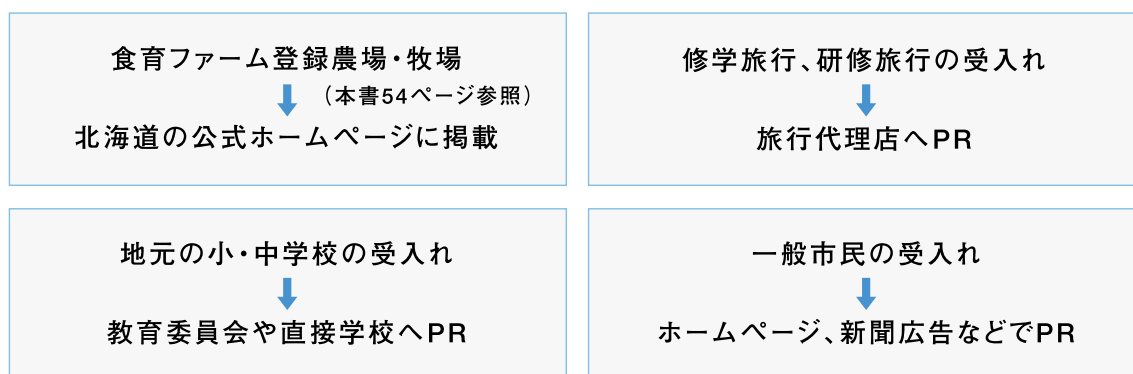 食育ファーム登録農場・牧場
（本書54ページ参照）
北海道の公式ホームページに掲載
修学旅行、研修旅行の受入れ
旅行代理店へPR
地元の小・中学校の受入れ
教育委員会や直接学校へPR
一般市民の受入れ
ホームページ、新聞広告などでPR